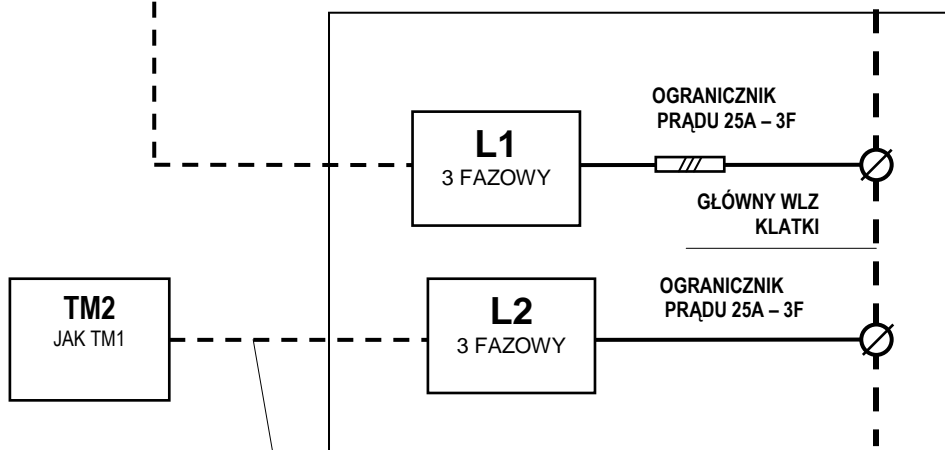 OGRANICZNIK
PRĄDU 25A – 3F
L1
3 FAZOWY
GŁÓWNY WLZ
KLATKI
OGRANICZNIK
PRĄDU 25A – 3F
TM2
JAK TM1
L2
3 FAZOWY